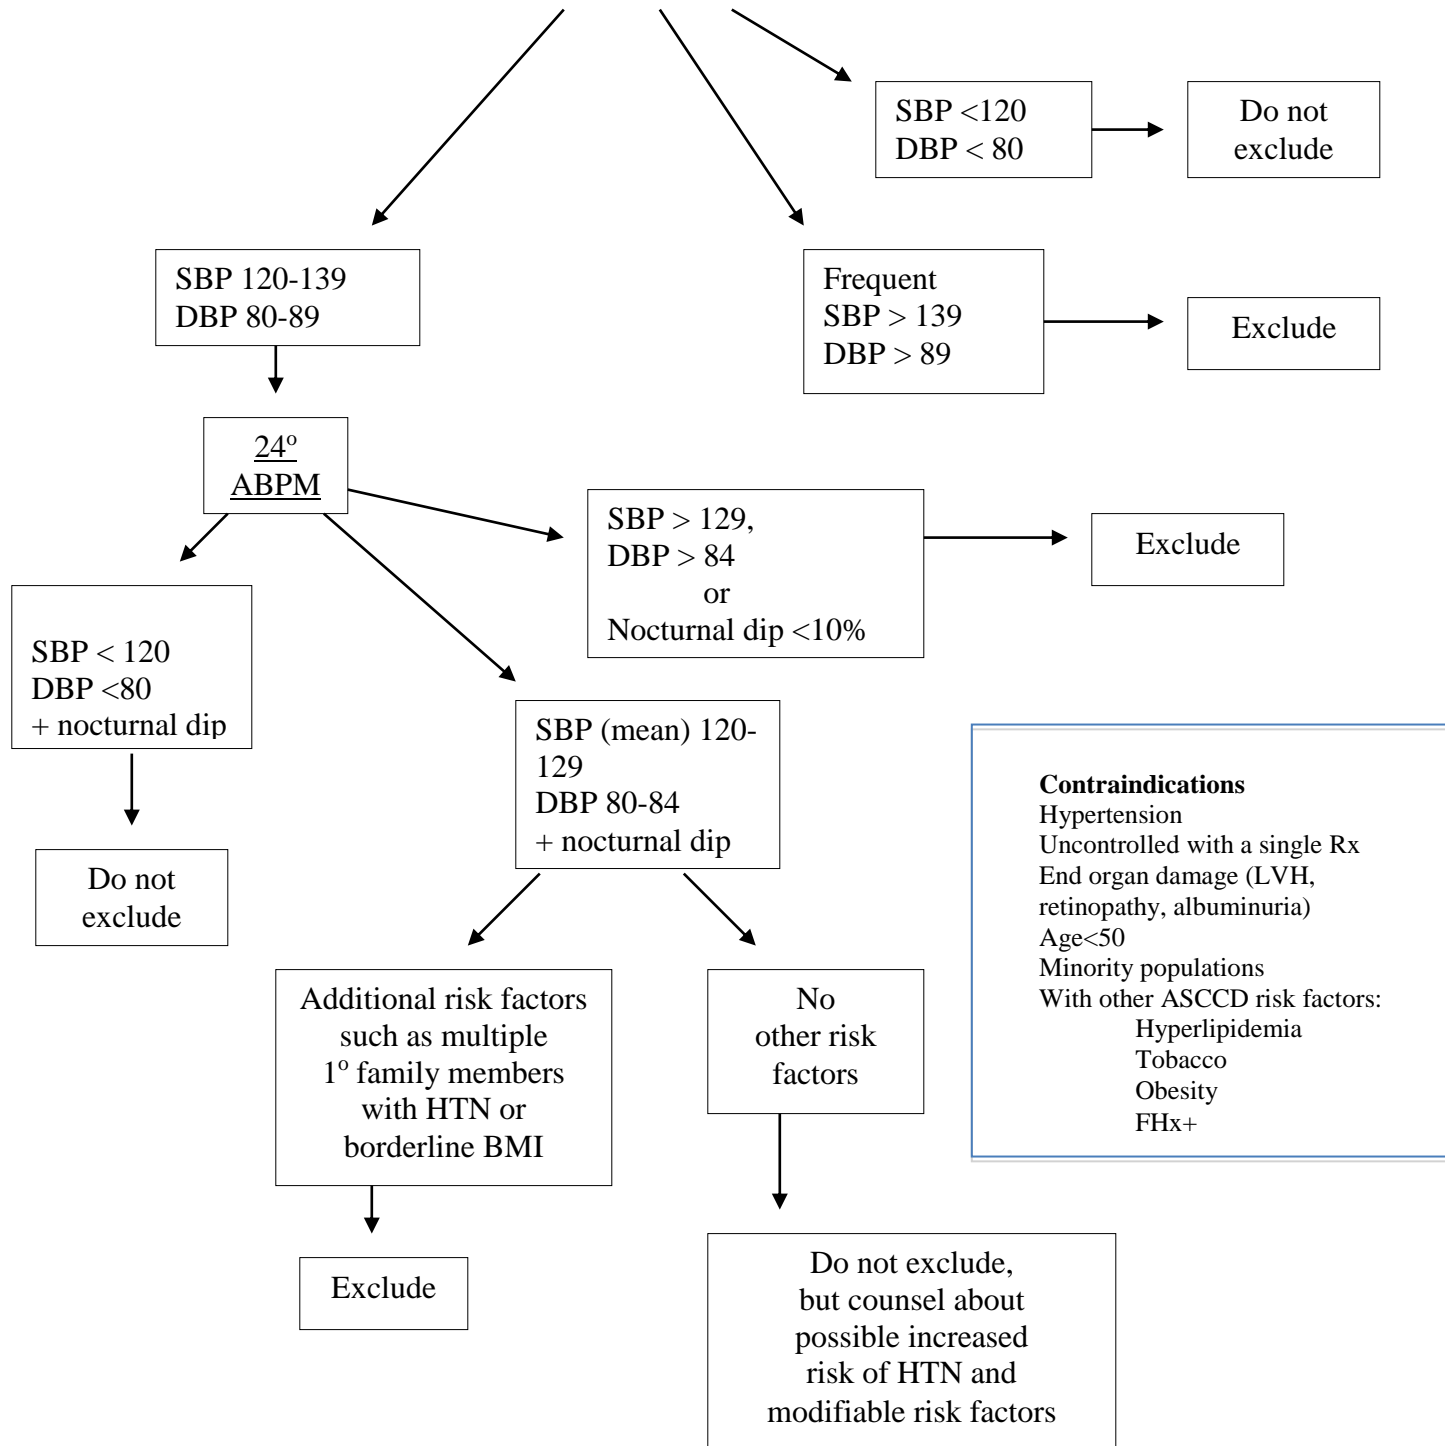 SBP <120
DBP < 80
Do not
exclude
SBP 120-139
DBP 80-89
Frequent
SBP > 139
DBP > 89
Exclude
24º
ABPM
SBP > 129,
DBP > 84
or
Nocturnal dip <10%
Exclude
SBP < 120
DBP <80
+ nocturnal dip
SBP (mean) 120-
129
DBP 80-84
+ nocturnal dip
Do not
exclude
Contraindications
Hypertension
Uncontrolled with a single Rx
End organ damage (LVH,
retinopathy, albuminuria)
Age<50
Minority populations
With other ASCCD risk factors:
Hyperlipidemia
Tobacco
Obesity
FHx+
Additional risk factors
such as multiple
1º family members
with HTN or
borderline BMI
No
other risk
factors
Exclude
Do not exclude,
but counsel about
possible increased
risk of HTN and
modifiable risk factors